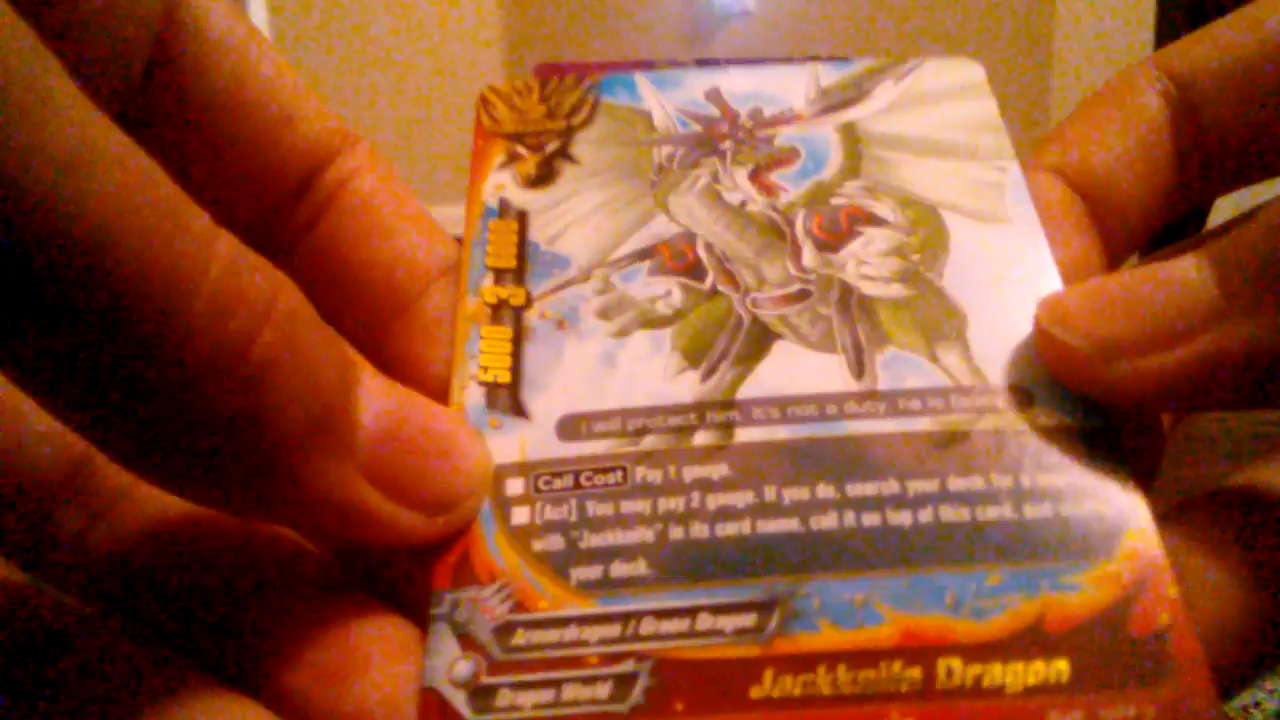 5000 3 4000
I will protect him. It's not a duty, he is
Call Cost Pay 1 gauge.
[Act] You may pay 2 gauge. If you do, search your deck for a
with "Jackknife" in its card name, call it on top of this card, and
your deck.
Armordragon / Green Dragon
Dragon World
Jackknife Dragon